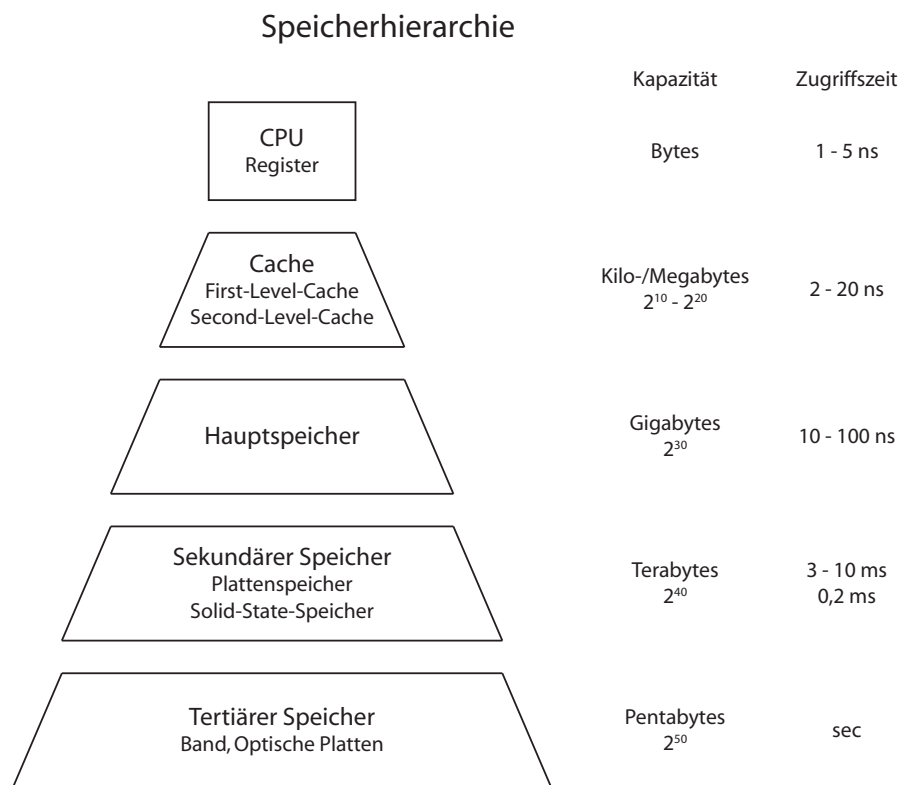 Speicherhierarchie
Kapazität Zugriffszeit
CPU
Register
Bytes 1 - 5 ns
Cache
First-Level-Cache
Second-Level-Cache
Kilo-/Megabytes
2¹⁰ - 2²⁰
2 - 20 ns
Hauptspeicher
Gigabytes
2³⁰
10 - 100 ns
Sekundärer Speicher
Plattenspeicher
Solid-State-Speicher
Terabytes
2⁴⁰
3 - 10 ms
0,2 ms
Tertiärer Speicher
Band, Optische Platten
Pentabytes
2⁵⁰
sec